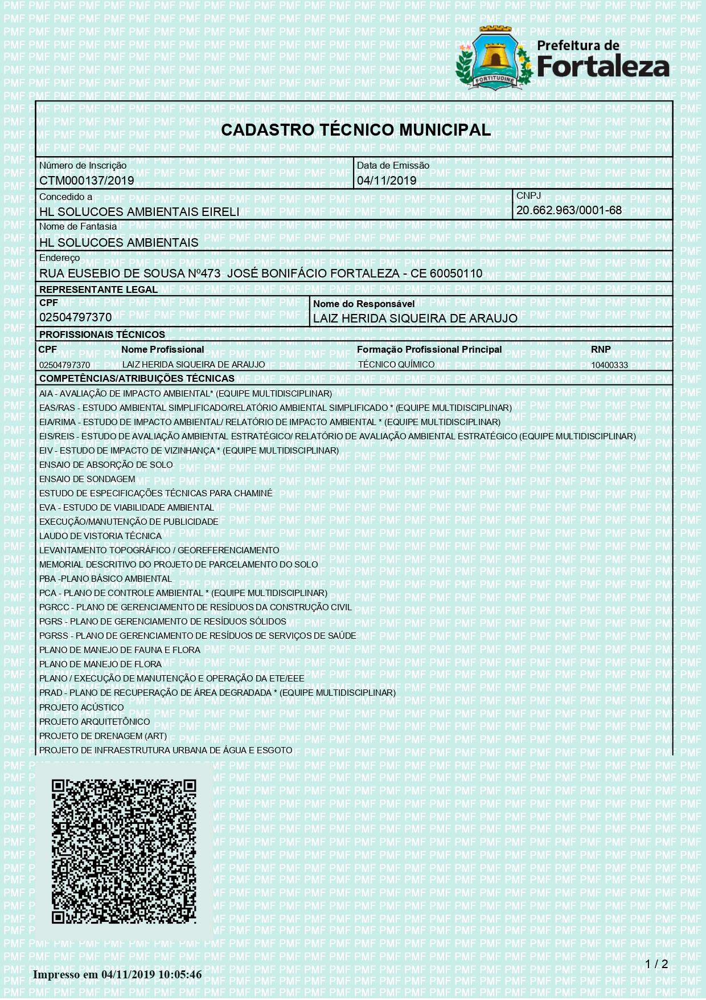 Prefeitura de
Fortaleza
FORTITUDINE
CADASTRO TÉCNICO MUNICIPAL
Número de Inscrição
CTM000137/2019
Data de Emissão
04/11/2019
Concedido a
HL SOLUCOES AMBIENTAIS EIRELI
CNPJ
20.662.963/0001-68
Nome de Fantasia
HL SOLUCOES AMBIENTAIS
Endereço
RUA EUSEBIO DE SOUSA Nº473  JOSÉ BONIFÁCIO FORTALEZA - CE 60050110
REPRESENTANTE LEGAL
CPF
02504797370
Nome do Responsável
LAIZ HERIDA SIQUEIRA DE ARAUJO
PROFISSIONAIS TÉCNICOS
CPF Nome Profissional Formação Profissional Principal RNP
02504797370 LAIZ HERIDA SIQUEIRA DE ARAUJO TÉCNICO QUÍMICO 10400333
COMPETÊNCIAS/ATRIBUIÇÕES TÉCNICAS
AIA - AVALIAÇÃO DE IMPACTO AMBIENTAL* (EQUIPE MULTIDISCIPLINAR)
EAS/RAS - ESTUDO AMBIENTAL SIMPLIFICADO/RELATÓRIO AMBIENTAL SIMPLIFICADO * (EQUIPE MULTIDISCIPLINAR)
EIA/RIMA - ESTUDO DE IMPACTO AMBIENTAL/ RELATÓRIO DE IMPACTO AMBIENTAL * (EQUIPE MULTIDISCIPLINAR)
EIS/REIS - ESTUDO DE AVALIAÇÃO AMBIENTAL ESTRATÉGICO/ RELATÓRIO DE AVALIAÇÃO AMBIENTAL ESTRATÉGICO (EQUIPE MULTIDISCIPLINAR)
EIV - ESTUDO DE IMPACTO DE VIZINHANÇA * (EQUIPE MULTIDISCIPLINAR)
ENSAIO DE ABSORÇÃO DE SOLO
ENSAIO DE SONDAGEM
ESTUDO DE ESPECIFICAÇÕES TÉCNICAS PARA CHAMINÉ
EVA - ESTUDO DE VIABILIDADE AMBIENTAL
EXECUÇÃO/MANUTENÇÃO DE PUBLICIDADE
LAUDO DE VISTORIA TÉCNICA
LEVANTAMENTO TOPOGRÁFICO / GEOREFERENCIAMENTO
MEMORIAL DESCRITIVO DO PROJETO DE PARCELAMENTO DO SOLO
PBA -PLANO BÁSICO AMBIENTAL
PCA - PLANO DE CONTROLE AMBIENTAL * (EQUIPE MULTIDISCIPLINAR)
PGRCC - PLANO DE GERENCIAMENTO DE RESÍDUOS DA CONSTRUÇÃO CIVIL
PGRS - PLANO DE GERENCIAMENTO DE RESÍDUOS SÓLIDOS
PGRSS - PLANO DE GERENCIAMENTO DE RESÍDUOS DE SERVIÇOS DE SAÚDE
PLANO DE MANEJO DE FAUNA E FLORA
PLANO DE MANEJO DE FLORA
PLANO / EXECUÇÃO DE MANUTENÇÃO E OPERAÇÃO DA ETE/EEE
PRAD - PLANO DE RECUPERAÇÃO DE ÁREA DEGRADADA * (EQUIPE MULTIDISCIPLINAR)
PROJETO ACÚSTICO
PROJETO ARQUITETÔNICO
PROJETO DE DRENAGEM (ART)
PROJETO DE INFRAESTRUTURA URBANA DE ÁGUA E ESGOTO
1 / 2
Impresso em 04/11/2019 10:05:46